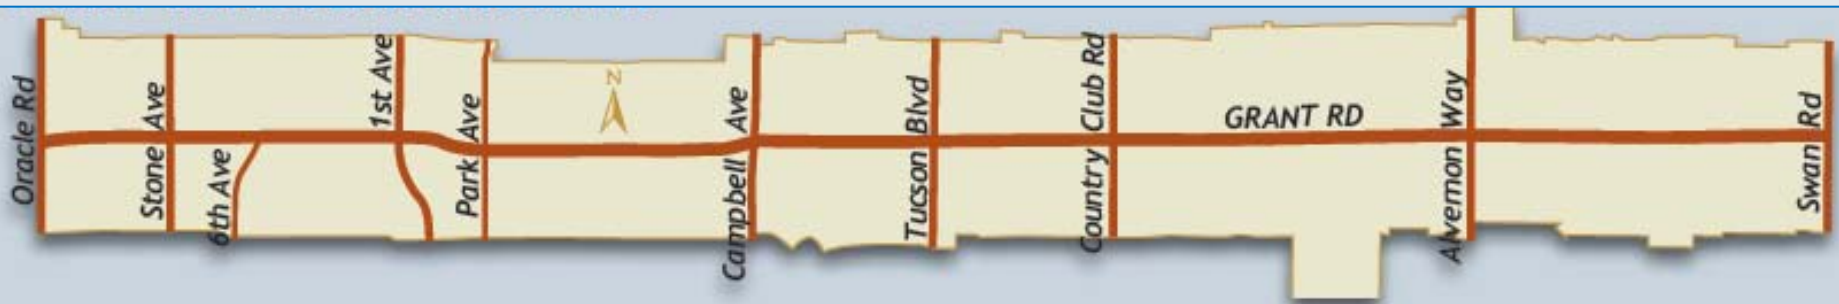 Oracle Rd
Stone Ave
6th Ave
1st Ave
Park Ave
N
Campbell Ave
Tucson Blvd
Country Club Rd
GRANT RD
Alvernon Way
Swan Rd